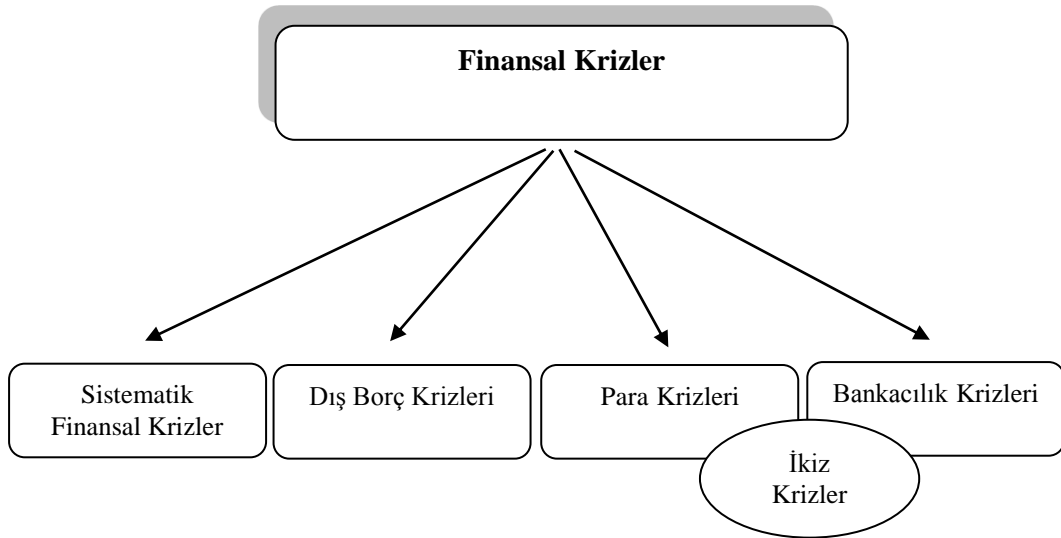 Finansal Krizler
Sistematik
Finansal Krizler
Dış Borç Krizleri
Para Krizleri
Bankacılık Krizleri
İkiz
Krizler